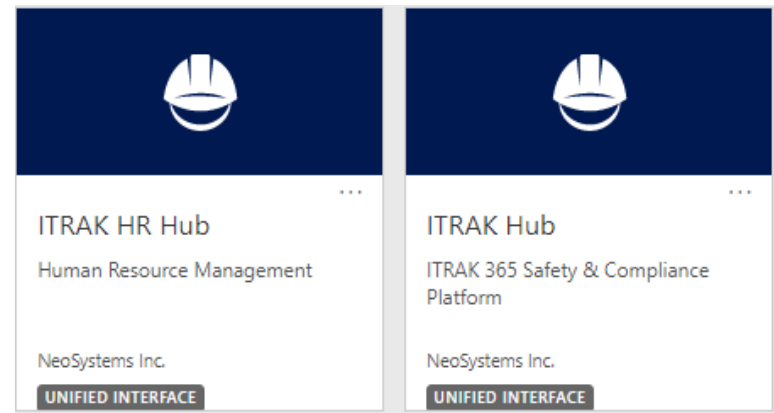 ...
ITRAK HR Hub
Human Resource Management
NeoSystems Inc.
UNIFIED INTERFACE
...
ITRAK Hub
ITRAK 365 Safety & Compliance
Platform
NeoSystems Inc.
UNIFIED INTERFACE